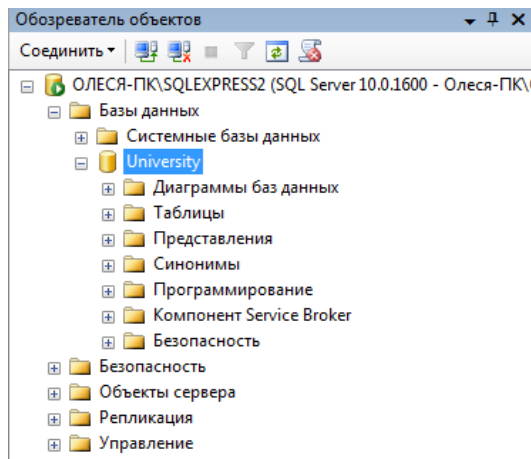 Обозреватель объектов
Соединить
ОЛЕСЯ-ПК\SQLEXPRESS2 (SQL Server 10.0.1600 - Олеся-ПК\
Базы данных
Системные базы данных
University
Диаграммы баз данных
Таблицы
Представления
Синонимы
Программирование
Компонент Service Broker
Безопасность
Безопасность
Объекты сервера
Репликация
Управление